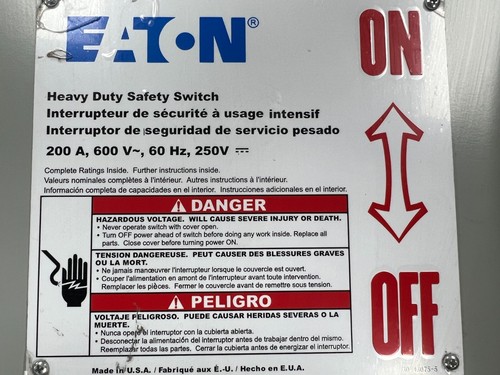 EATON®
ON
Heavy Duty Safety Switch
Interrupteur de sécurité à usage intensif
Interruptor de seguridad de servicio pesado
200 A, 600 V~, 60 Hz, 250V ⎓
Complete Ratings Inside. Further instructions inside.
Valeurs nominales complètes à l'intérieur. Autres instructions à l'intérieur.
Información completa de capacidades en el interior. Instrucciones adicionales en el interior.
⚠ DANGER
HAZARDOUS VOLTAGE. WILL CAUSE SEVERE INJURY OR DEATH.
• Never operate switch with cover open.
• Turn OFF power ahead of switch before doing any work inside. Replace all
parts. Close cover before turning power ON.
TENSION DANGEREUSE. PEUT CAUSER DES BLESSURES GRAVES
OU LA MORT.
• Ne jamais manœuvrer l'interrupteur lorsque le couvercle est ouvert.
• Couper l'alimentation en amont de l'interrupteur avant toute intervention.
Remplacer les pièces. Fermer le couvercle avant de remettre sous tension.
⚠ PELIGRO
VOLTAJE PELIGROSO. PUEDE CAUSAR HERIDAS SEVERAS O LA
MUERTE.
• Nunca opere el interruptor con la cubierta abierta.
• Desconectar la alimentación del interruptor antes de trabajar dentro del mismo.
Reemplazar todas las partes. Cerrar la cubierta antes de energizar el interruptor.
OFF
Made in U.S.A. / Fabriqué aux É.-U. / Hecho en E.U.A.